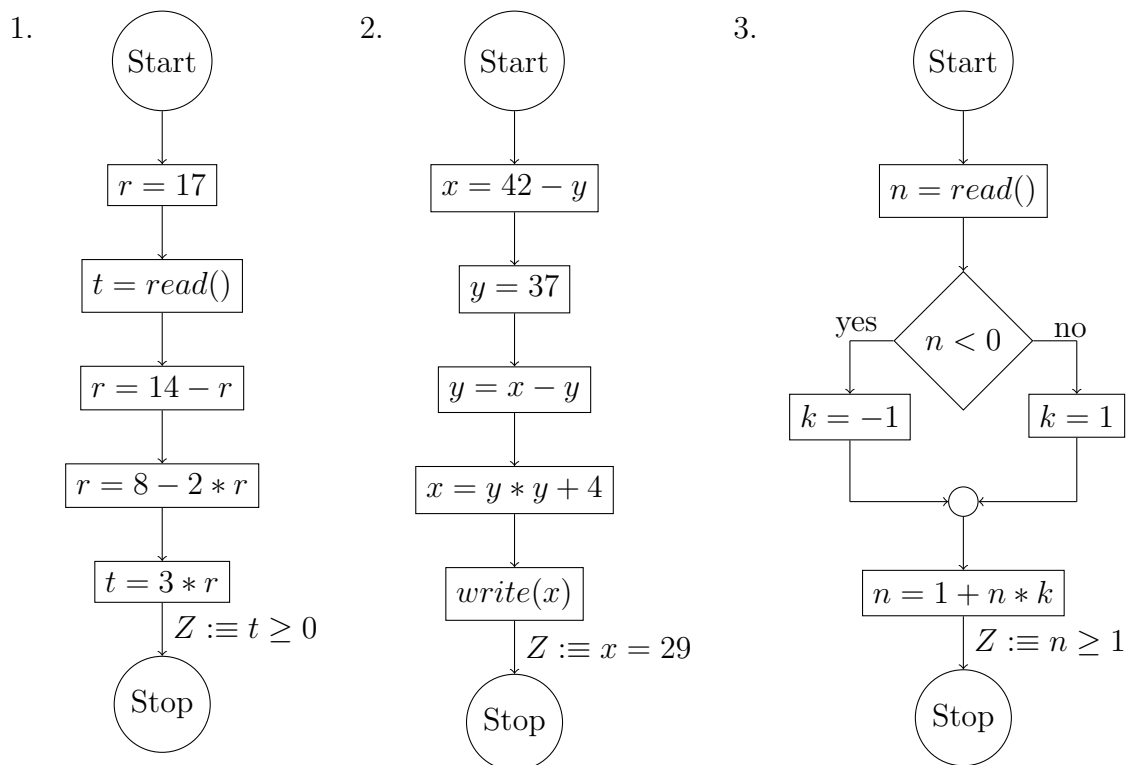 1.
Start
r = 17
t = read()
r = 14 − r
r = 8 − 2 ∗ r
t = 3 ∗ r
Z :≡ t ≥ 0
Stop
2.
Start
x = 42 − y
y = 37
y = x − y
x = y ∗ y + 4
write(x)
Z :≡ x = 29
Stop
3.
Start
n = read()
yes
n < 0
no
k = −1
k = 1
n = 1 + n ∗ k
Z :≡ n ≥ 1
Stop